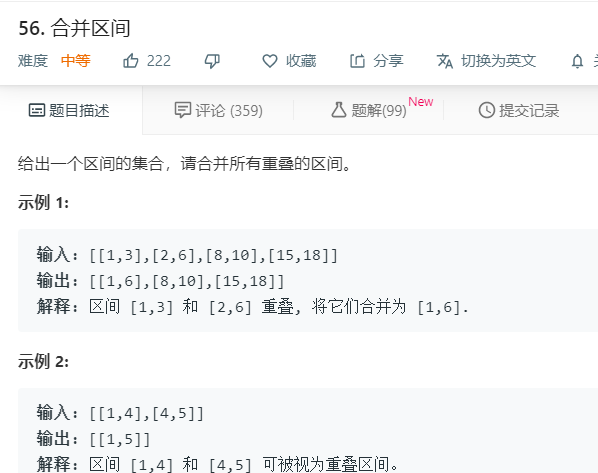 56. 合并区间
难度 中等 222 收藏 分享 切换为英文
题目描述 评论 (359) 题解(99) New 提交记录
给出一个区间的集合，请合并所有重叠的区间。
示例 1:
输入: [[1,3],[2,6],[8,10],[15,18]]
输出: [[1,6],[8,10],[15,18]]
解释: 区间 [1,3] 和 [2,6] 重叠, 将它们合并为 [1,6].
示例 2:
输入: [[1,4],[4,5]]
输出: [[1,5]]
解释: 区间 [1,4] 和 [4,5] 可被视为重叠区间。